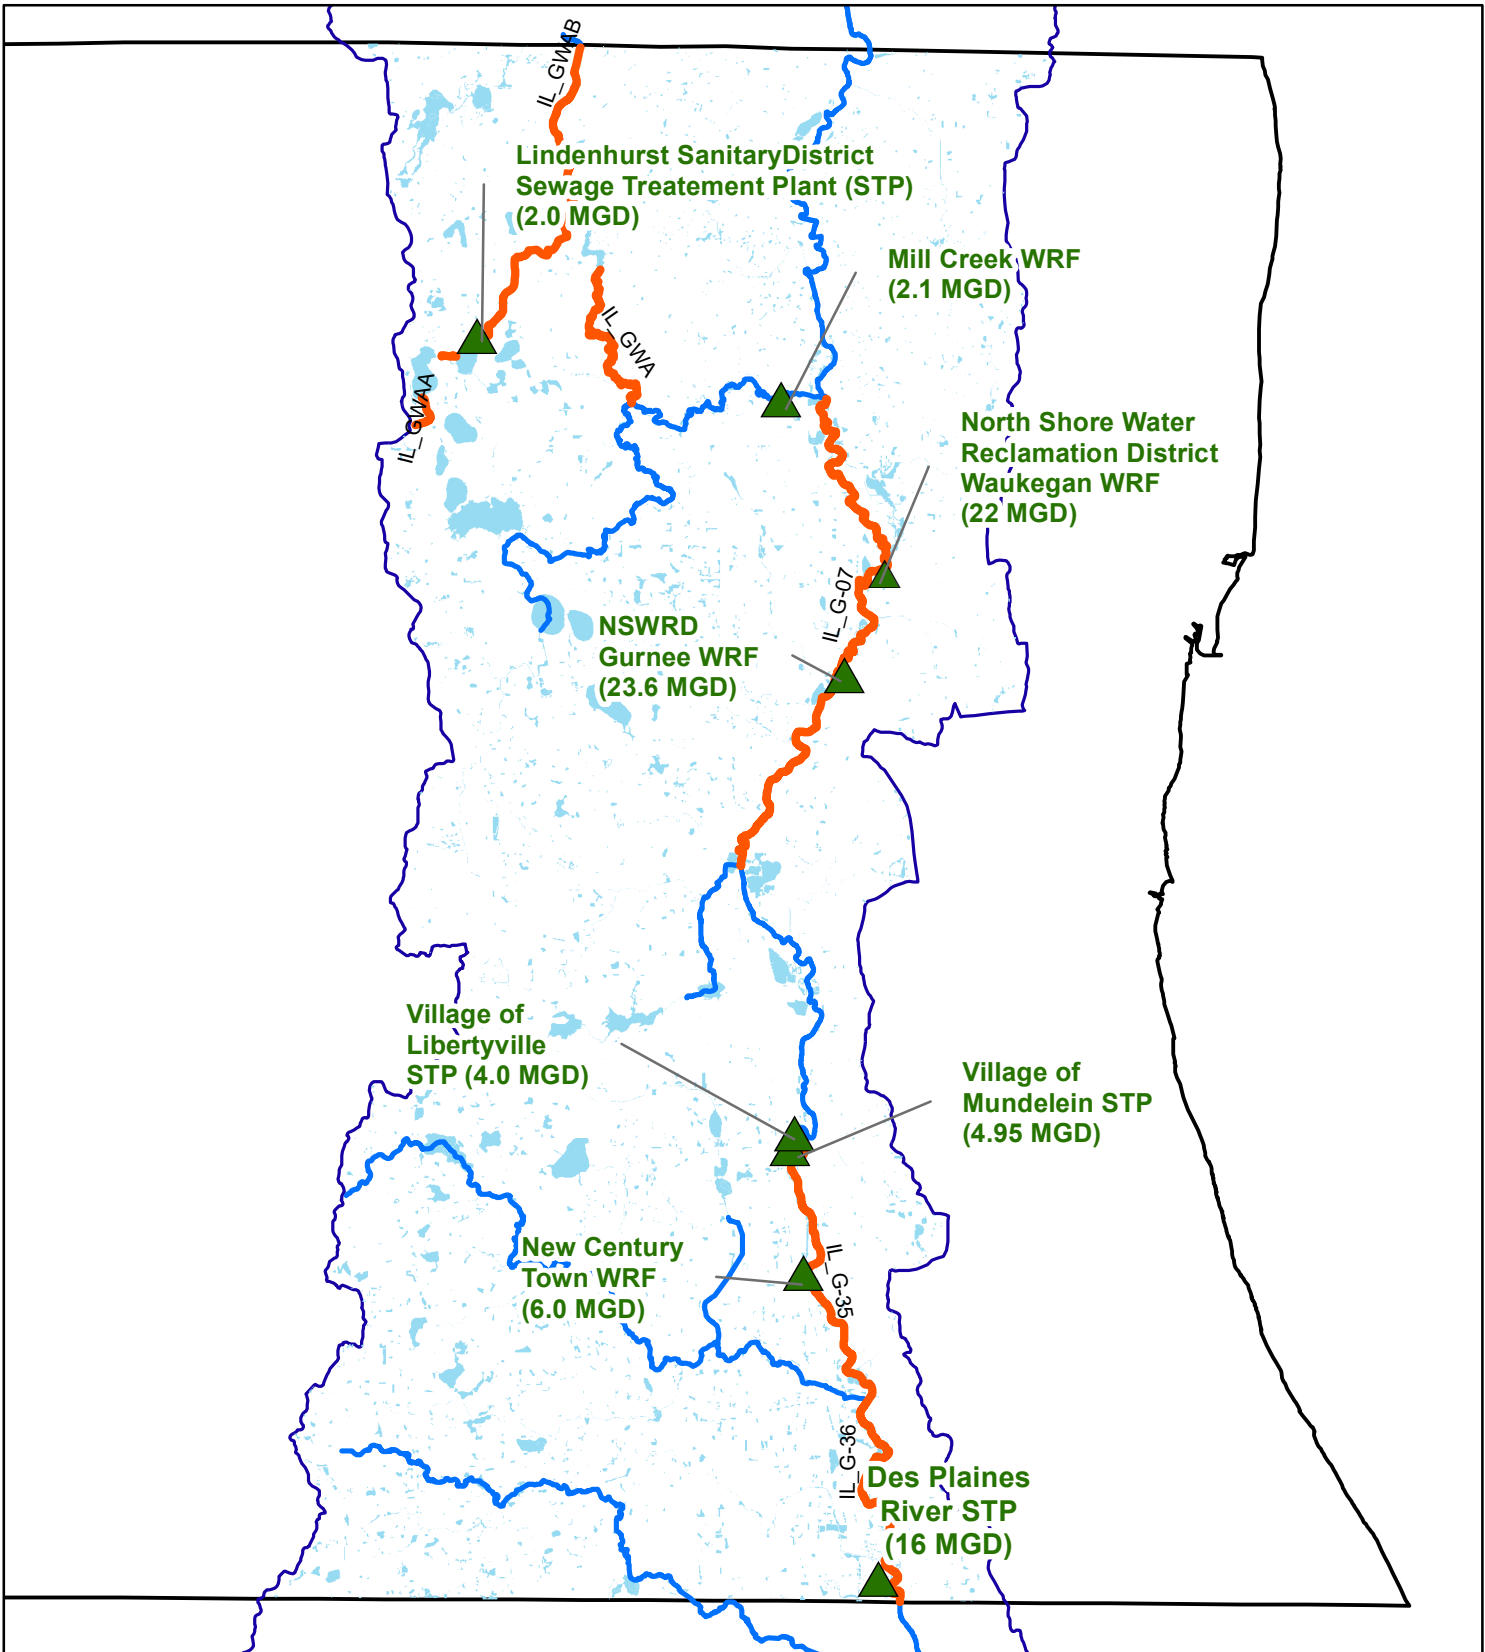 IL_GWAB
Lindenhurst SanitaryDistrict
Sewage Treatement Plant (STP)
(2.0 MGD)
Mill Creek WRF
(2.1 MGD)
IL_GWA
IL_GWAA
North Shore Water
Reclamation District
Waukegan WRF
(22 MGD)
IL_G-07
NSWRD
Gurnee WRF
(23.6 MGD)
Village of
Libertyville
STP (4.0 MGD)
Village of
Mundelein STP
(4.95 MGD)
New Century
Town WRF
(6.0 MGD)
IL_G-35
IL_G-36
Des Plaines
River STP
(16 MGD)